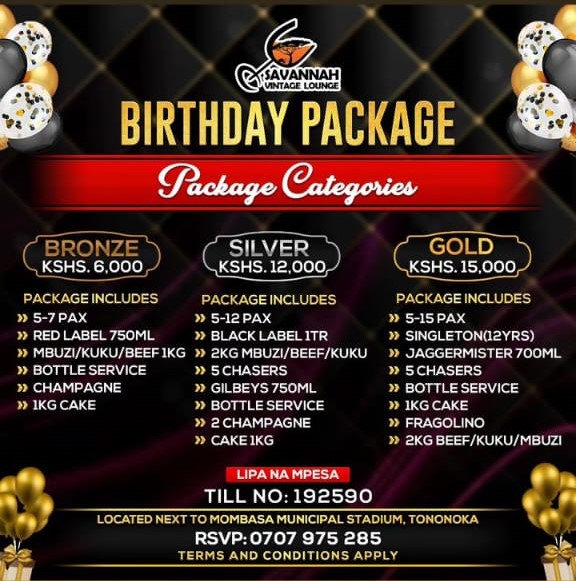 SAVANNAH
VINTAGE LOUNGE
BIRTHDAY PACKAGE
Package Categories
BRONZE
KSHS. 6,000
PACKAGE INCLUDES
» 5-7 PAX
» RED LABEL 750ML
» MBUZI/KUKU/BEEF 1KG
» BOTTLE SERVICE
» CHAMPAGNE
» 1KG CAKE
SILVER
KSHS. 12,000
PACKAGE INCLUDES
» 5-12 PAX
» BLACK LABEL 1TR
» 2KG MBUZI/BEEF/KUKU
» 5 CHASERS
» GILBEYS 750ML
» BOTTLE SERVICE
» 2 CHAMPAGNE
» CAKE 1KG
GOLD
KSHS. 15,000
PACKAGE INCLUDES
» 5-15 PAX
» SINGLETON(12YRS)
» JAGGERMISTER 700ML
» 5 CHASERS
» BOTTLE SERVICE
» 1KG CAKE
» FRAGOLINO
» 2KG BEEF/KUKU/MBUZI
LIPA NA MPESA
TILL NO: 192590
LOCATED NEXT TO MOMBASA MUNICIPAL STADIUM, TONONOKA
RSVP: 0707 975 285
TERMS AND CONDITIONS APPLY